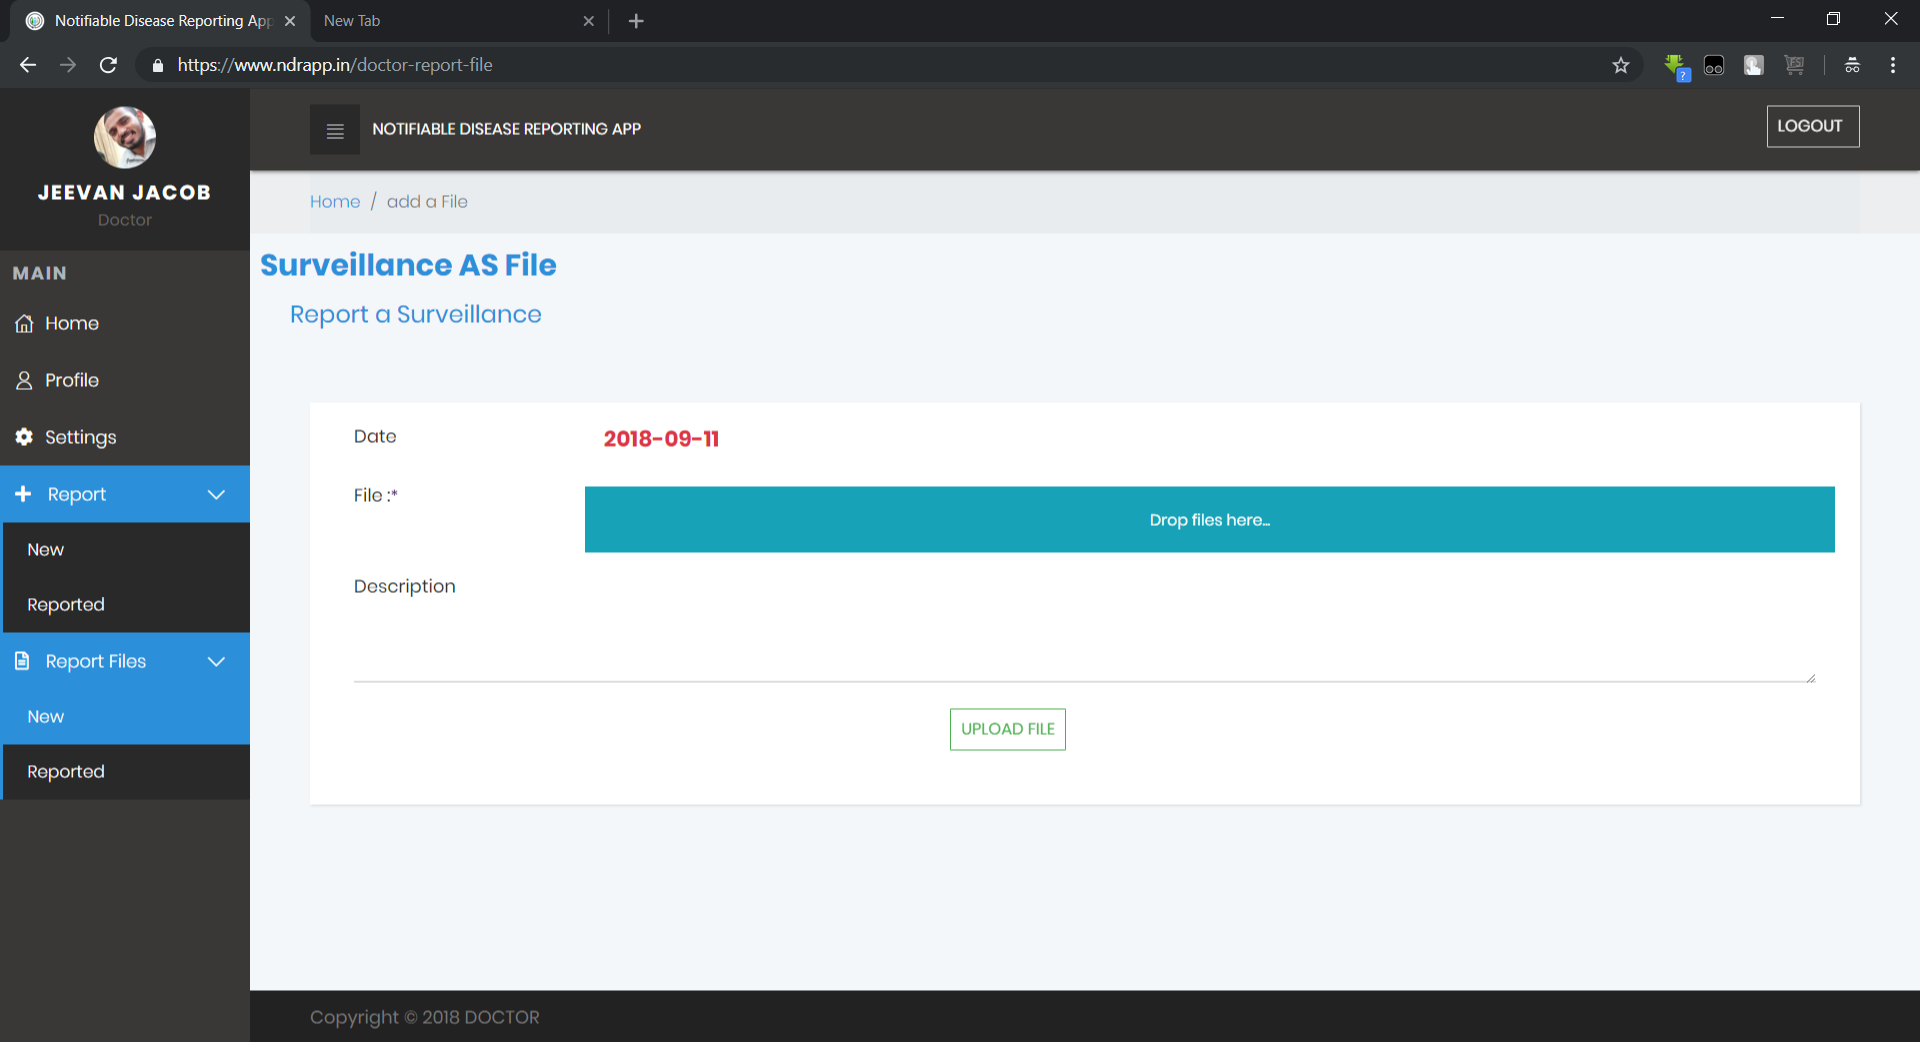 Notifiable Disease Reporting App
New Tab
https://www.ndrapp.in/doctor-report-file
?
JEEVAN JACOB
Doctor
MAIN
Home
Profile
Settings
Report
New
Reported
Report Files
New
Reported
NOTIFIABLE DISEASE REPORTING APP
LOGOUT
Home / add a File
Surveillance AS File
Report a Surveillance
Date
2018-09-11
File :*
Drop files here...
Description
UPLOAD FILE
Copyright © 2018 DOCTOR